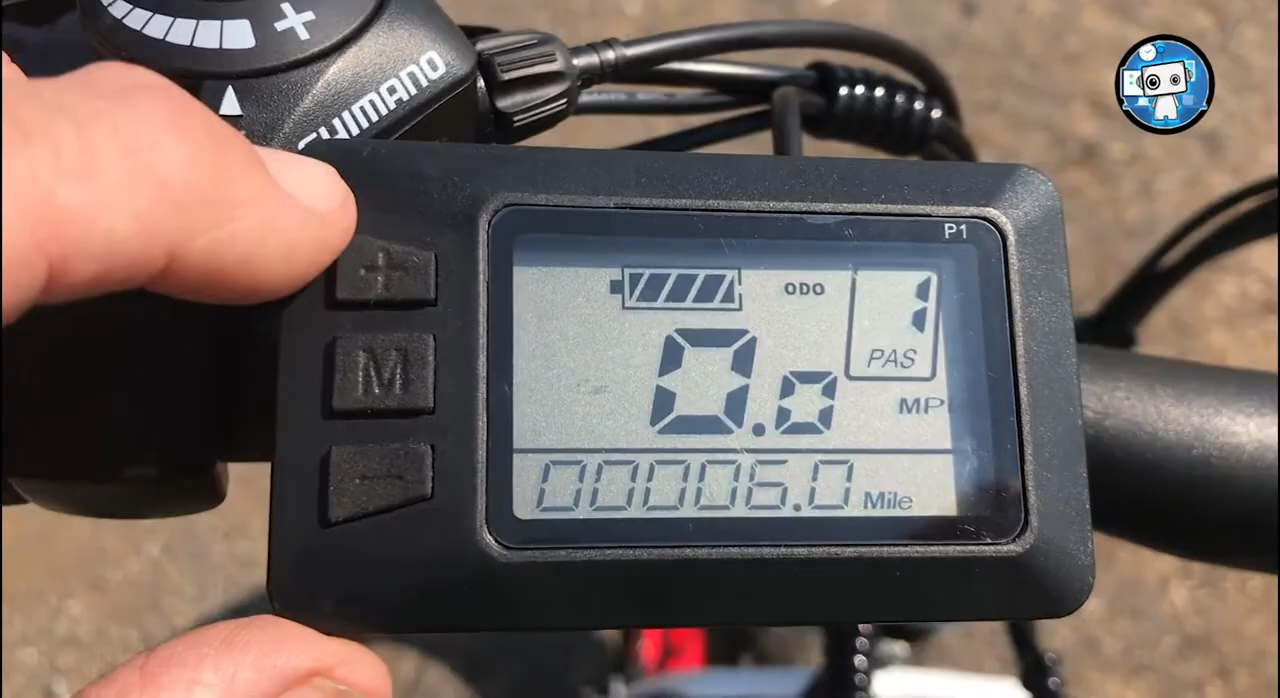 +
SHIMANO
P1
+
ODO
1
PAS
M
0.0
MP
00006.0 Mile
-